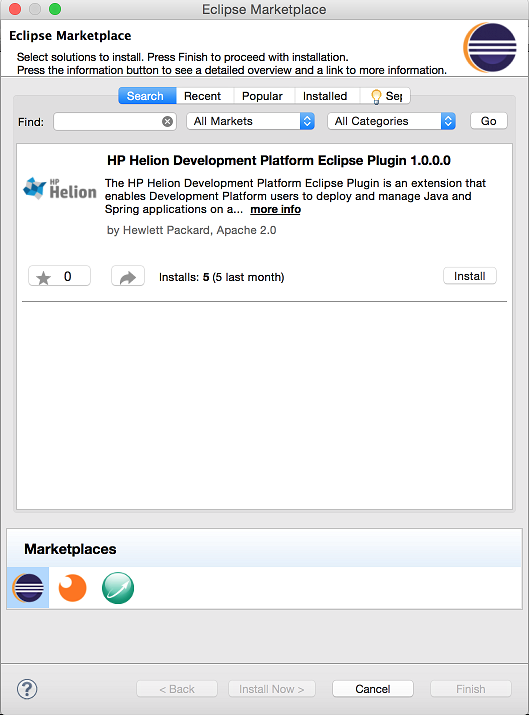 Eclipse Marketplace
Eclipse Marketplace
Select solutions to install. Press Finish to proceed with installation.
Press the information button to see a detailed overview and a link to more information.
Search Recent Popular Installed Sep
Find: All Markets All Categories Go
HP Helion Development Platform Eclipse Plugin 1.0.0.0
HP
Helion
The HP Helion Development Platform Eclipse Plugin is an extension that
enables Development Platform users to deploy and manage Java and
Spring applications on a... more info
by Hewlett Packard, Apache 2.0
0 Installs: 5 (5 last month) Install
Marketplaces
? < Back Install Now > Cancel Finish